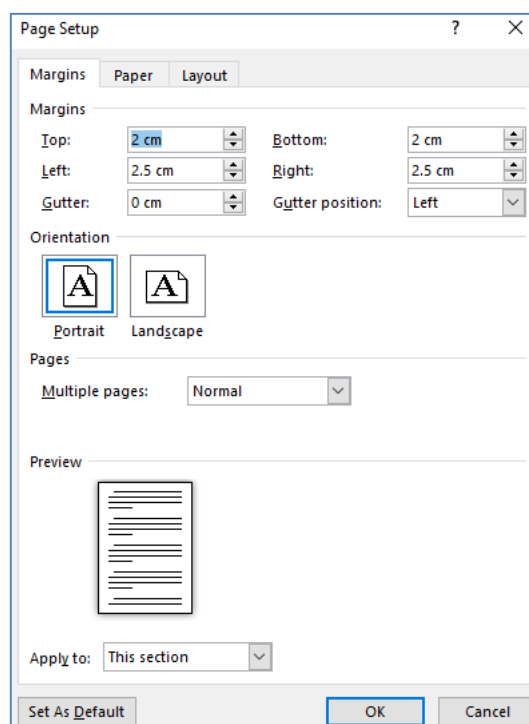 Page Setup ? X
Margins Paper Layout
Margins
Top: 2 cm Bottom: 2 cm
Left: 2.5 cm Right: 2.5 cm
Gutter: 0 cm Gutter position: Left
Orientation
A A
Portrait Landscape
Pages
Multiple pages: Normal
Preview
Apply to: This section
Set As Default OK Cancel